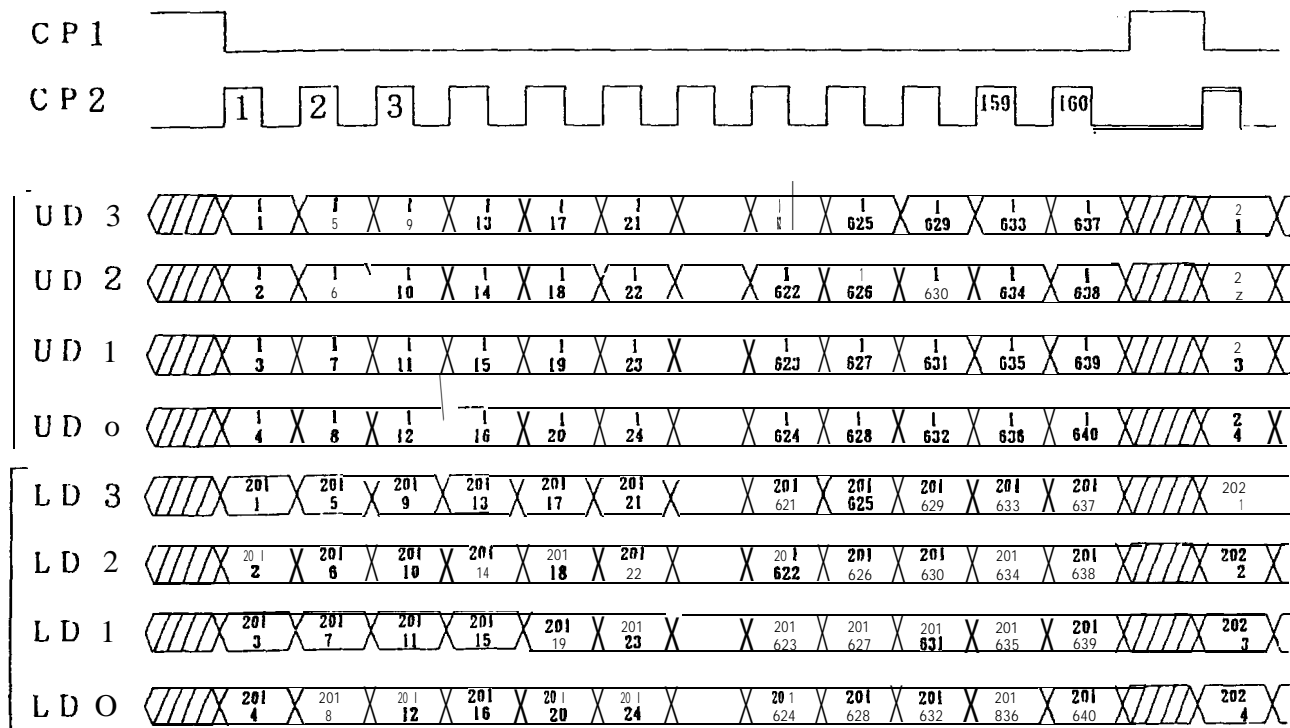 CP1
CP2 1 2 3 159 160
UD 3 1 1 1 1 1 1 1 1 1 1 2
1 5 9 13 17 21 625 629 633 637 1
UD 2 1 1 1 1 1 1 1 1 1 1 1 2
2 6 10 14 18 22 622 626 630 634 638 z
UD 1 1 1 1 1 1 1 1 1 1 1 1 2
3 7 11 15 19 23 623 627 631 635 639 3
UD o 1 1 1 1 1 1 1 1 1 1 1 2
4 8 12 16 20 24 624 628 632 636 640 4
LD 3 201 201 201 201 201 201 201 201 201 201 201 202
1 5 9 13 17 21 621 625 629 633 637 1
LD 2 201 201 201 201 201 201 201 201 201 201 201 202
2 6 10 14 18 22 622 626 630 634 638 2
LD 1 201 201 201 201 201 201 201 201 201 201 201 202
3 7 11 15 19 23 623 627 631 635 639 3
LD O 201 201 201 201 201 201 201 201 201 201 201 202
4 8 12 16 20 24 624 628 632 836 640 4